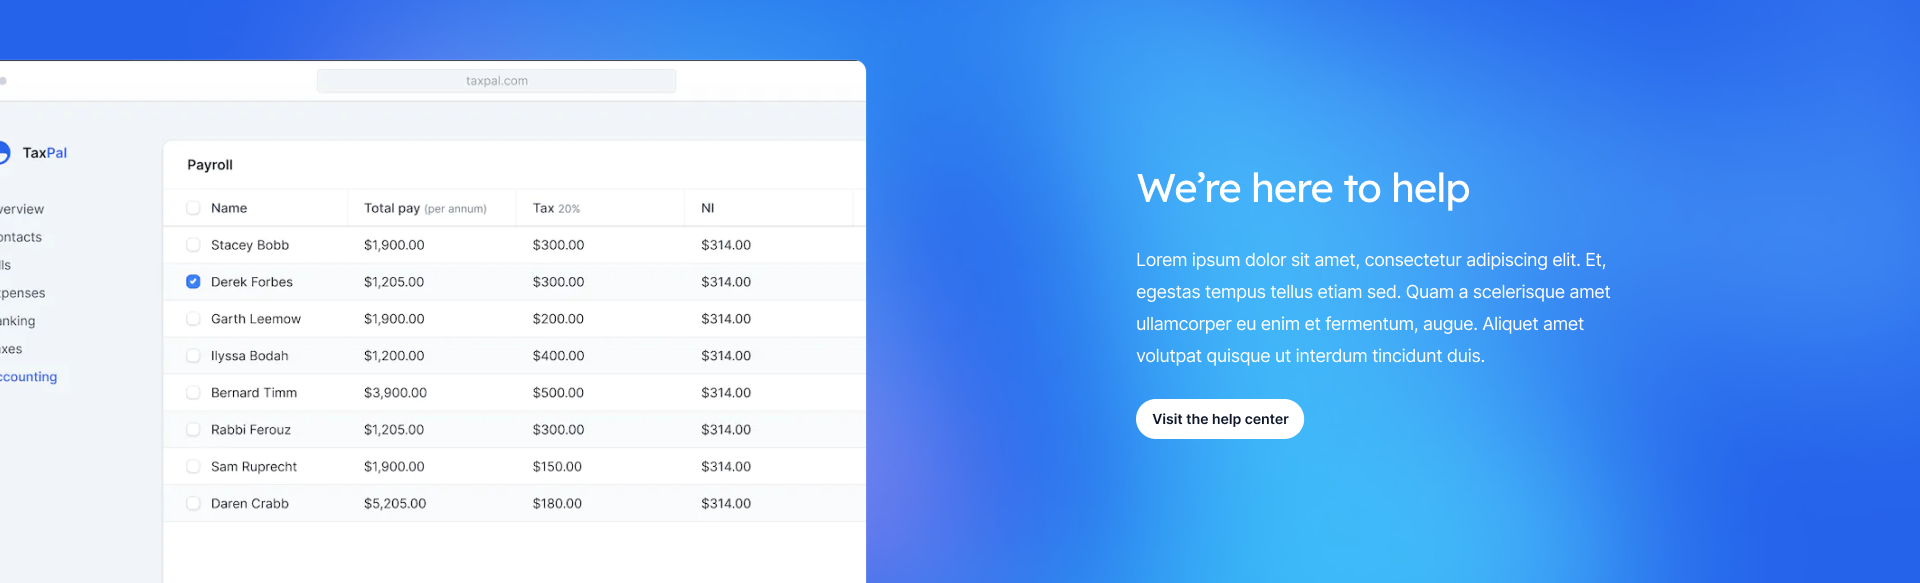 taxpal.com
TaxPal
verview
ontacts
lls
xpenses
anking
axes
ccounting
Payroll
Name Total pay (per annum) Tax 20% NI
Stacey Bobb $1,900.00 $300.00 $314.00
Derek Forbes $1,205.00 $300.00 $314.00
Garth Leemow $1,900.00 $200.00 $314.00
Ilyssa Bodah $1,200.00 $400.00 $314.00
Bernard Timm $3,900.00 $500.00 $314.00
Rabbi Ferouz $1,205.00 $300.00 $314.00
Sam Ruprecht $1,900.00 $150.00 $314.00
Daren Crabb $5,205.00 $180.00 $314.00
We’re here to help
Lorem ipsum dolor sit amet, consectetur adipiscing elit. Et,
egestas tempus tellus etiam sed. Quam a scelerisque amet
ullamcorper eu enim et fermentum, augue. Aliquet amet
volutpat quisque ut interdum tincidunt duis.
Visit the help center